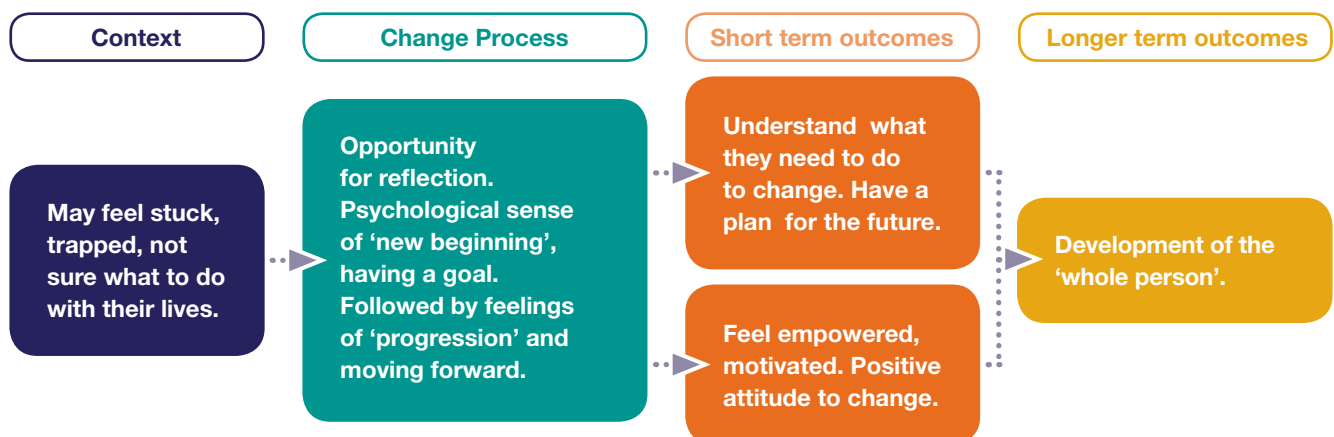 Context
Change Process
Short term outcomes
Longer term outcomes
May feel stuck,
trapped, not
sure what to do
with their lives.
Opportunity
for reflection.
Psychological sense
of ‘new beginning’,
having a goal.
Followed by feelings
of ‘progression’ and
moving forward.
Understand  what
they need to do
to change. Have a
plan  for the future.
Feel empowered,
motivated. Positive
attitude to change.
Development of the
‘whole person’.